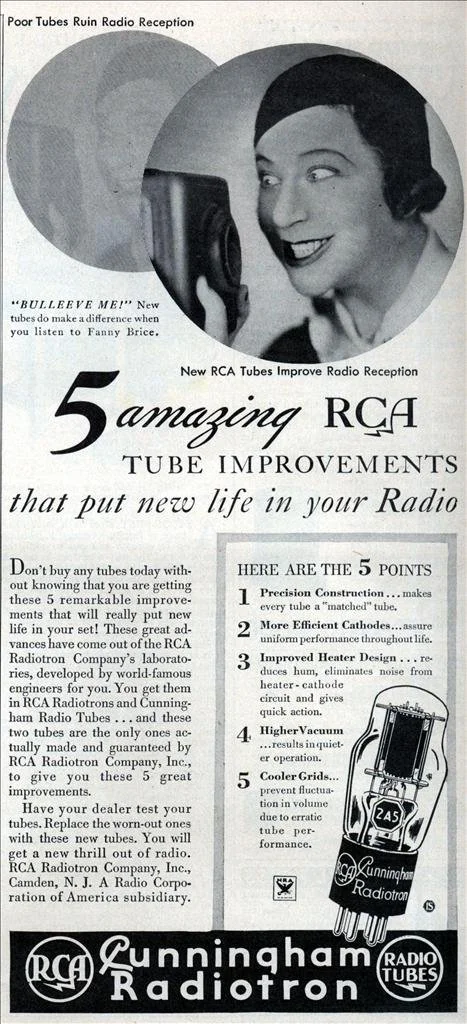 Poor Tubes Ruin Radio Reception
"BULLEEVE ME!" New
tubes do make a difference when
you listen to Fanny Brice.
New RCA Tubes Improve Radio Reception
5 amazing RCA
TUBE IMPROVEMENTS
that put new life in your Radio
Don't buy any tubes today with-
out knowing that you are getting
these 5 remarkable improve-
ments that will really put new
life in your set! These great ad-
vances have come out of the RCA
Radiotron Company's laborato-
ries, developed by world-famous
engineers for you. You get them
in RCA Radiotrons and Cunning-
ham Radio Tubes . . . and these
two tubes are the only ones ac-
tually made and guaranteed by
RCA Radiotron Company, Inc.,
to give you these 5 great
improvements.
Have your dealer test your
tubes. Replace the worn-out ones
with these new tubes. You will
get a new thrill out of radio.
RCA Radiotron Company, Inc.,
Camden, N. J. A Radio Corpo-
ration of America subsidiary.
HERE ARE THE 5 POINTS
1 Precision Construction . . . makes
every tube a "matched" tube.
2 More Efficient Cathodes...assure
uniform performance throughout life.
3 Improved Heater Design . . . re-
duces hum, eliminates noise from
heater-cathode
circuit and gives
quick action.
4 Higher Vacuum
...results in quiet-
er operation.
5 Cooler Grids...
prevent fluctua-
tion in volume
due to erratic
tube per-
formance.
2A5
RCA Cunningham
Radiotron
NRA
RCA Cunningham
Radiotron
RADIO
TUBES